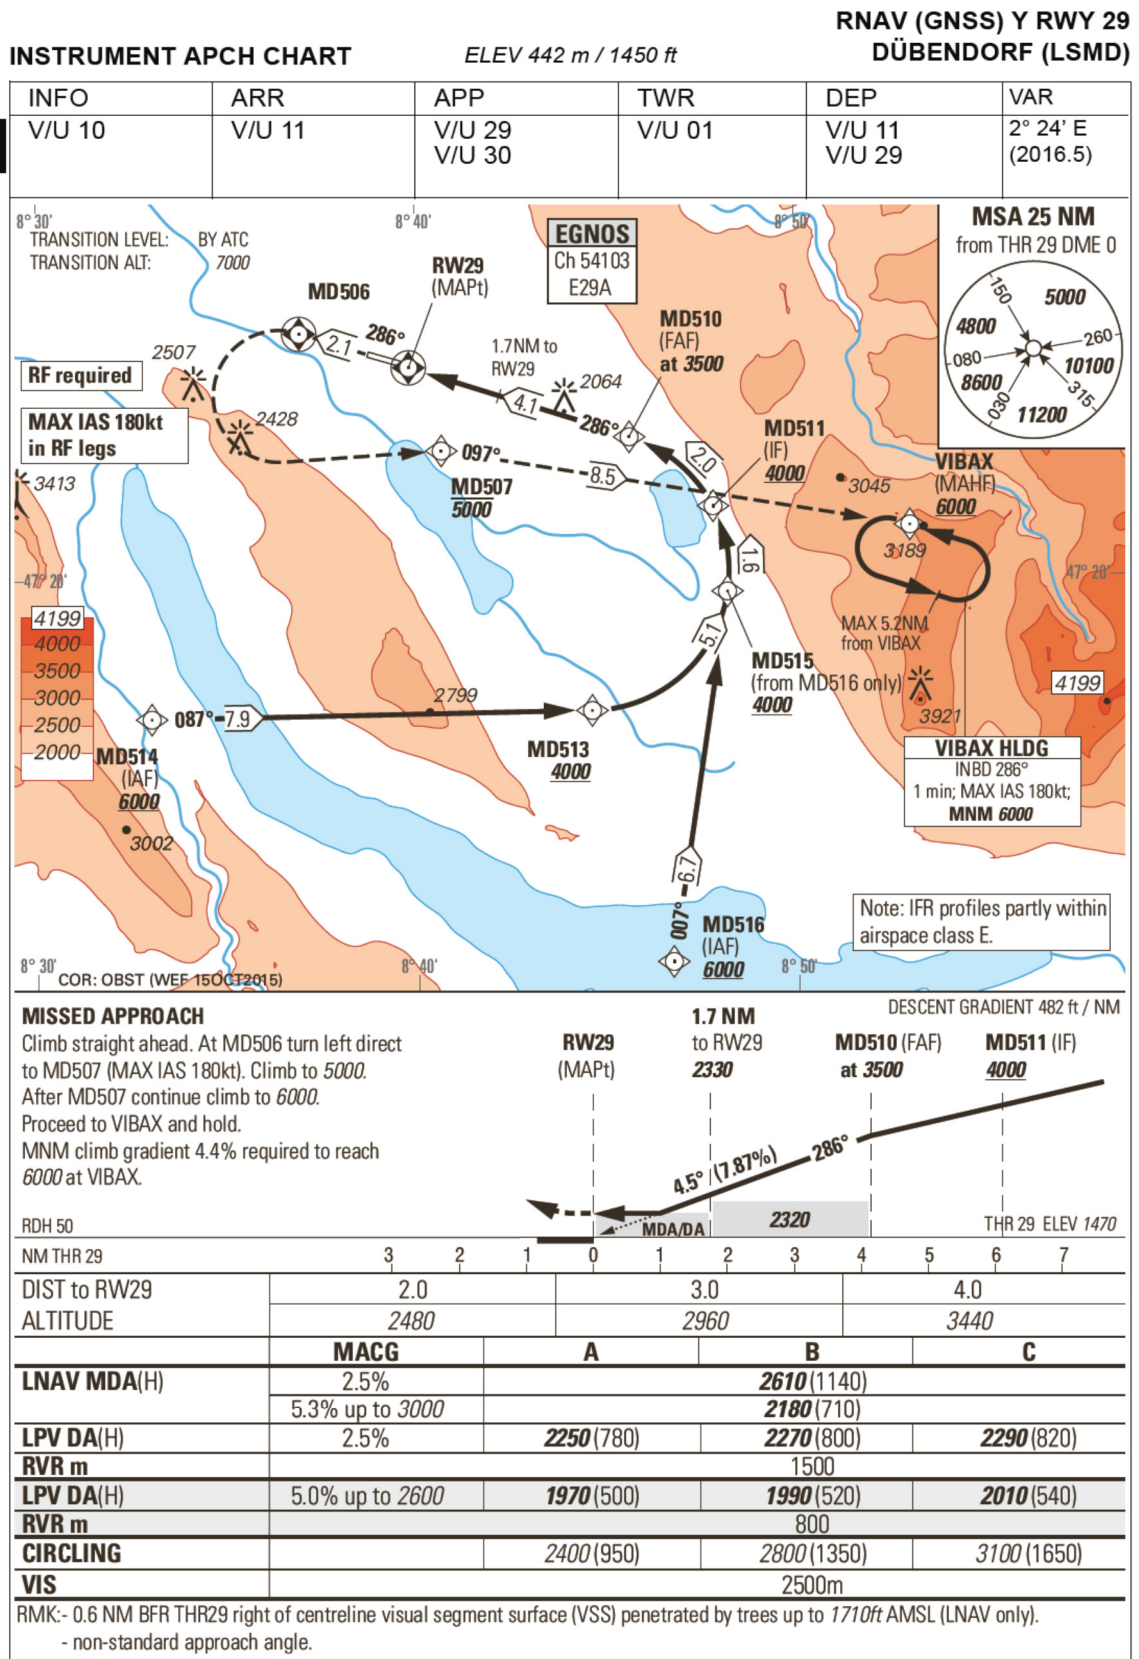 RNAV (GNSS) Y RWY 29
INSTRUMENT APCH CHART ELEV 442 m / 1450 ft DÜBENDORF (LSMD)
INFO ARR APP TWR DEP VAR
V/U 10 V/U 11 V/U 29 V/U 01 V/U 11 2° 24' E
V/U 30 V/U 29 (2016.5)
8° 30' 8° 40' 8° 50'
TRANSITION LEVEL: BY ATC
TRANSITION ALT: 7000
EGNOS
Ch 54103
E29A
MSA 25 NM
from THR 29 DME 0
150
5000
4800
260
080
10100
8600
315
030
11200
RW29
(MAPt)
MD506
286°
2.1
MD510
(FAF)
at 3500
1.7NM to
RW29
2507
2064
4.1
286°
RF required
MAX IAS 180kt
in RF legs
2428
2.0
MD511
(IF)
4000
097°
8.5
MD507
5000
VIBAX
(MAHF)
6000
3045
3413
3189
1.6
47° 20'
47° 20'
4199
4000
3500
3000
2500
2000
MAX 5.2NM
from VIBAX
5.1
MD515
(from MD516 only)
4000
2799
4199
3921
087°
7.9
MD514
(IAF)
6000
MD513
4000
VIBAX HLDG
INBD 286°
1 min; MAX IAS 180kt;
MNM 6000
3002
6.7
007°
MD516
(IAF)
6000
Note: IFR profiles partly within
airspace class E.
8° 30' 8° 40' 8° 50'
COR: OBST (WEF 15OCT2015)
MISSED APPROACH
Climb straight ahead. At MD506 turn left direct
to MD507 (MAX IAS 180kt). Climb to 5000.
After MD507 continue climb to 6000.
Proceed to VIBAX and hold.
MNM climb gradient 4.4% required to reach
6000 at VIBAX.
DESCENT GRADIENT 482 ft / NM
RW29
(MAPt)
1.7 NM
to RW29
2330
MD510 (FAF)
at 3500
MD511 (IF)
4000
4.5° (7.87%) 286°
2320
MDA/DA
RDH 50
THR 29 ELEV 1470
NM THR 29 3 2 1 0 1 2 3 4 5 6 7
DIST to RW29 2.0 3.0 4.0
ALTITUDE 2480 2960 3440
MACG A B C
LNAV MDA(H) 2.5% 2610 (1140)
5.3% up to 3000 2180 (710)
LPV DA(H) 2.5% 2250 (780) 2270 (800) 2290 (820)
RVR m 1500
LPV DA(H) 5.0% up to 2600 1970 (500) 1990 (520) 2010 (540)
RVR m 800
CIRCLING 2400 (950) 2800 (1350) 3100 (1650)
VIS 2500m
RMK:- 0.6 NM BFR THR29 right of centreline visual segment surface (VSS) penetrated by trees up to 1710ft AMSL (LNAV only).
- non-standard approach angle.